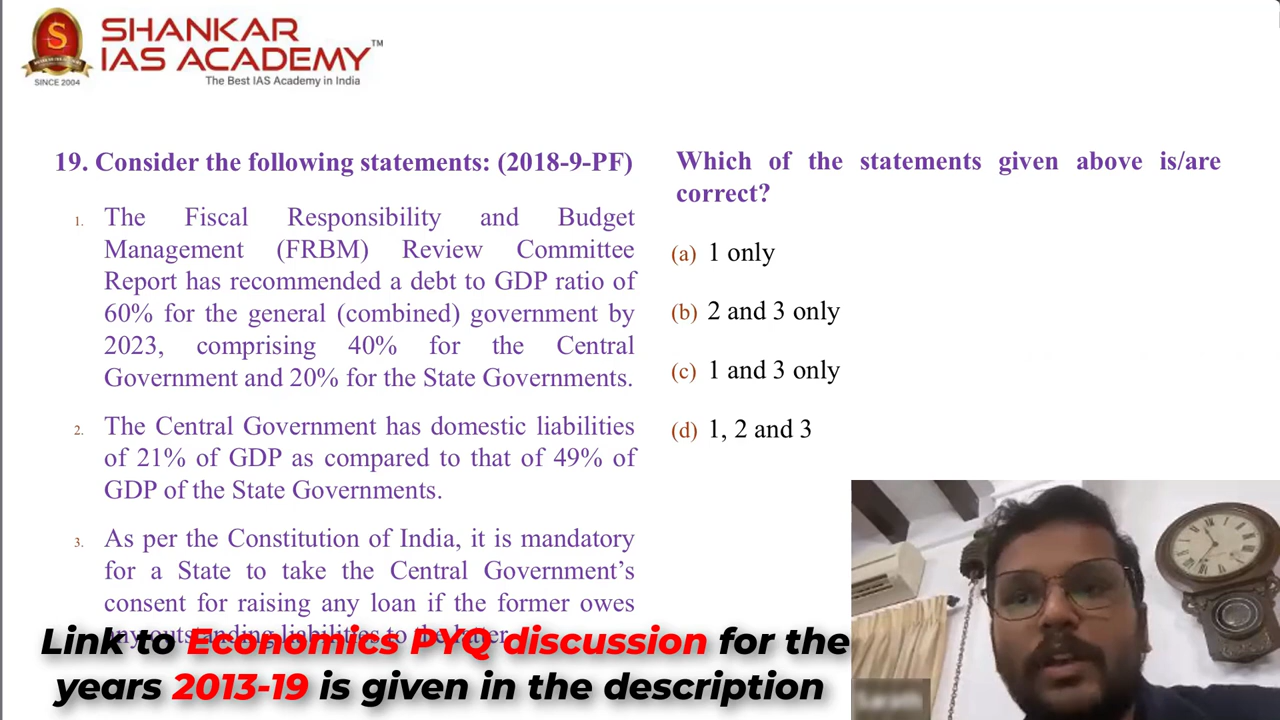 SHANKAR
IAS ACADEMY™
The Best IAS Academy in India
SINCE 2004
19. Consider the following statements: (2018-9-PF)
1. The Fiscal Responsibility and Budget
Management (FRBM) Review Committee
Report has recommended a debt to GDP ratio of
60% for the general (combined) government by
2023, comprising 40% for the Central
Government and 20% for the State Governments.
2. The Central Government has domestic liabilities
of 21% of GDP as compared to that of 49% of
GDP of the State Governments.
3. As per the Constitution of India, it is mandatory
for a State to take the Central Government’s
consent for raising any loan if the former owes
any outstanding liabilities to the latter
Which of the statements given above is/are
correct?
(a) 1 only
(b) 2 and 3 only
(c) 1 and 3 only
(d) 1, 2 and 3
Link to Economics PYQ discussion for the
years 2013-19 is given in the description